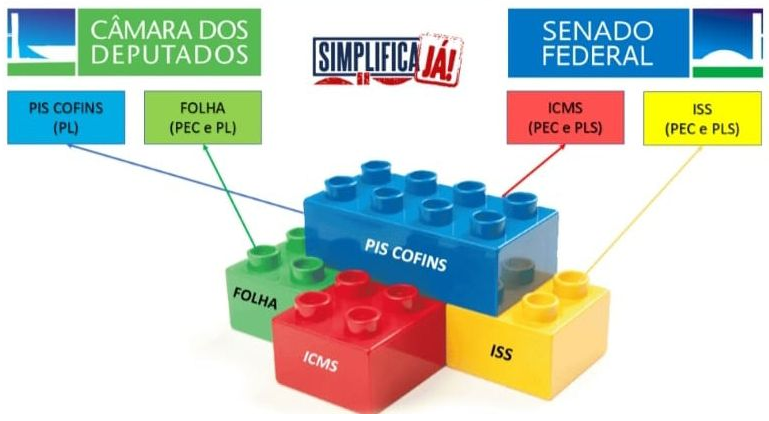 CÂMARA DOS
DEPUTADOS
SIMPLIFICA
JÁ!
SENADO
FEDERAL
PIS COFINS
(PL)
FOLHA
(PEC e PL)
ICMS
(PEC e PLS)
ISS
(PEC e PLS)
PIS COFINS
FOLHA
ICMS
ISS